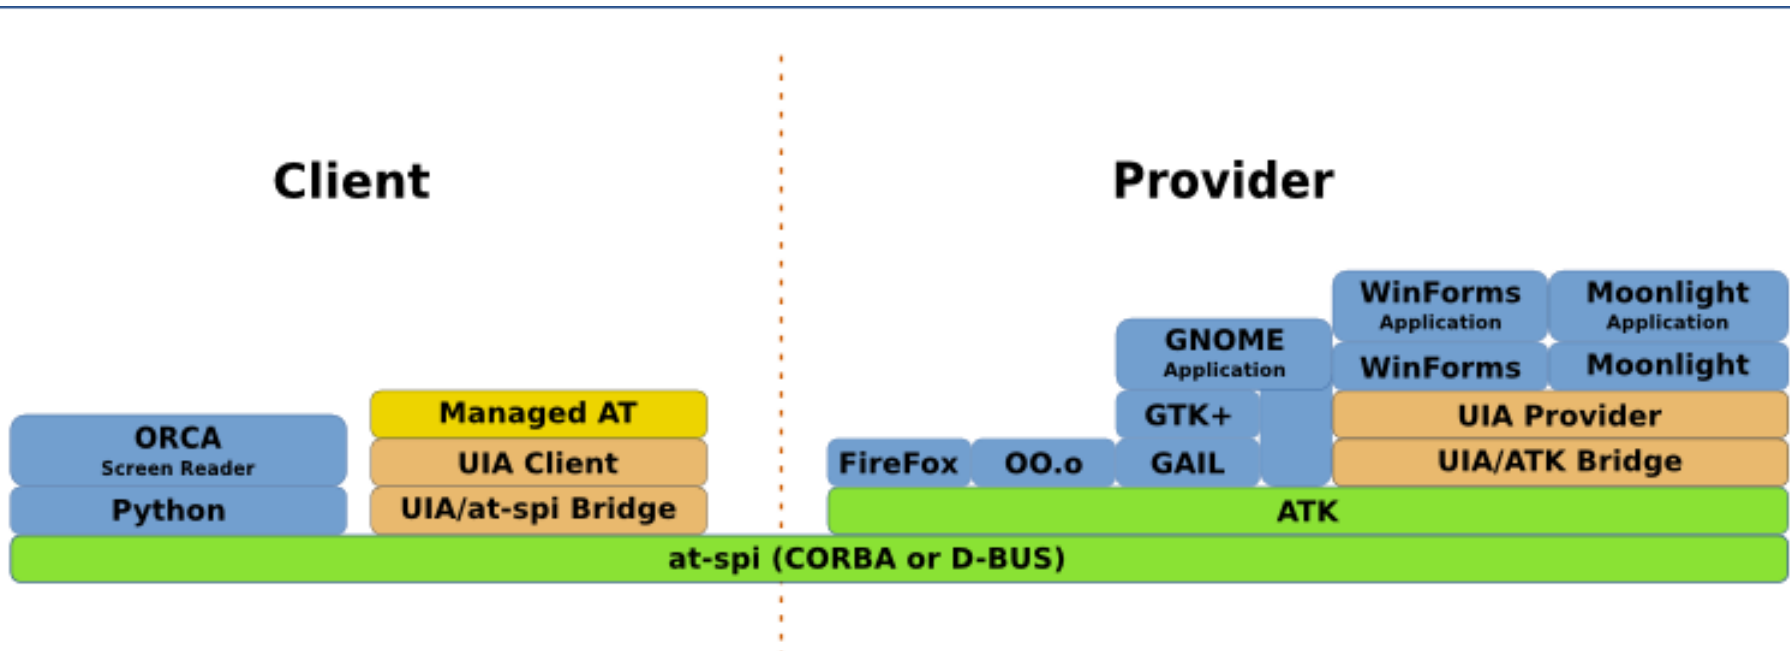 Client
Provider
ORCA
Screen Reader
Python
Managed AT
UIA Client
UIA/at-spi Bridge
FireFox
OO.o
GNOME
Application
GTK+
GAIL
WinForms
Application
WinForms
Moonlight
Application
Moonlight
UIA Provider
UIA/ATK Bridge
ATK
at-spi (CORBA or D-BUS)